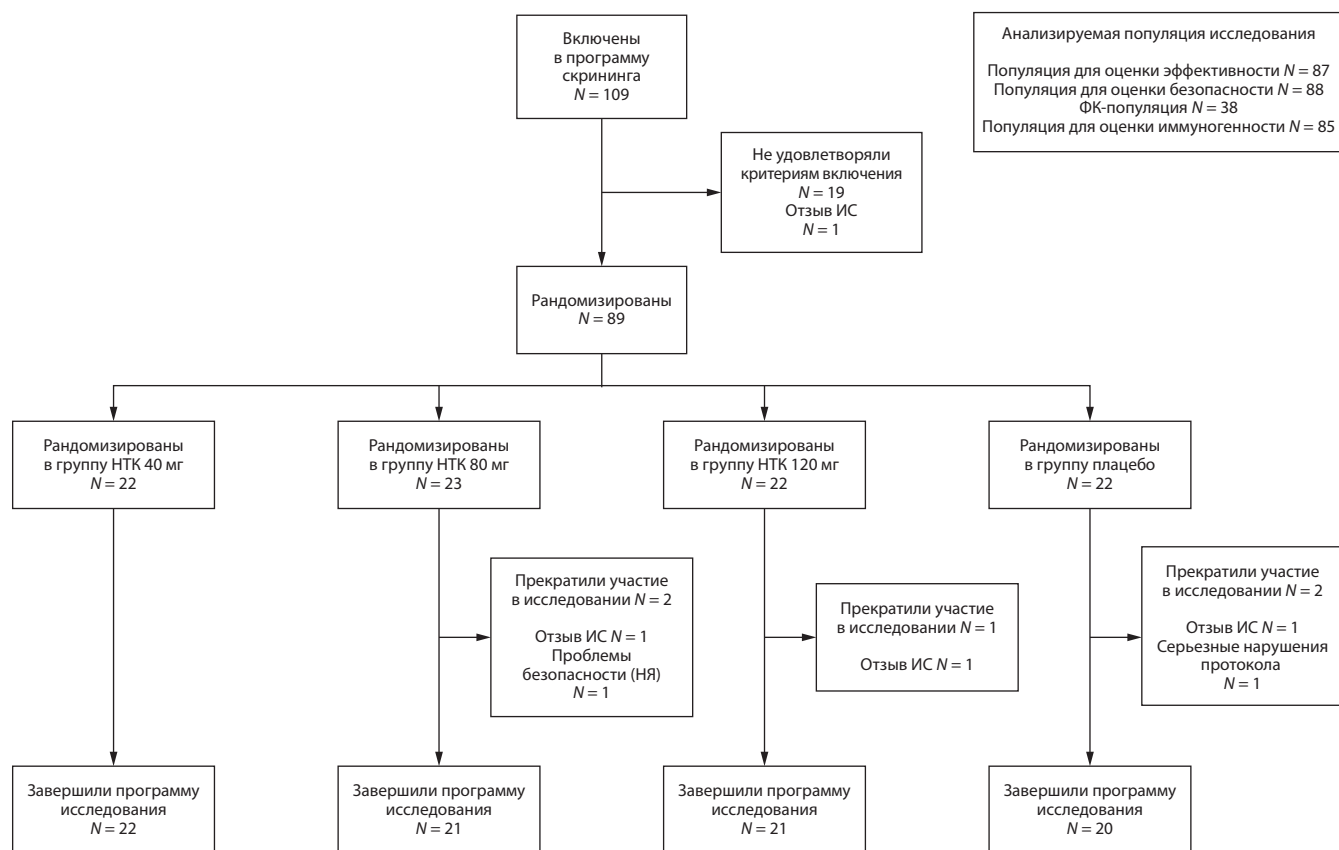 Включены
в программу
скрининга
N = 109
Анализируемая популяция исследования
Популяция для оценки эффективности N = 87
Популяция для оценки безопасности N = 88
ФК-популяция N = 38
Популяция для оценки иммуногенности N = 85
Не удовлетворяли
критериям включения
N = 19
Отзыв ИС
N = 1
Рандомизированы
N = 89
Рандомизированы
в группу НТК 40 мг
N = 22
Рандомизированы
в группу НТК 80 мг
N = 23
Рандомизированы
в группу НТК 120 мг
N = 22
Рандомизированы
в группу плацебо
N = 22
Прекратили участие
в исследовании N = 2
Отзыв ИС N = 1
Проблемы
безопасности (НЯ)
N = 1
Прекратили участие
в исследовании N = 1
Отзыв ИС N = 1
Прекратили участие
в исследовании N = 2
Отзыв ИС N = 1
Серьезные нарушения
протокола
N = 1
Завершили программу
исследования
N = 22
Завершили программу
исследования
N = 21
Завершили программу
исследования
N = 21
Завершили программу
исследования
N = 20